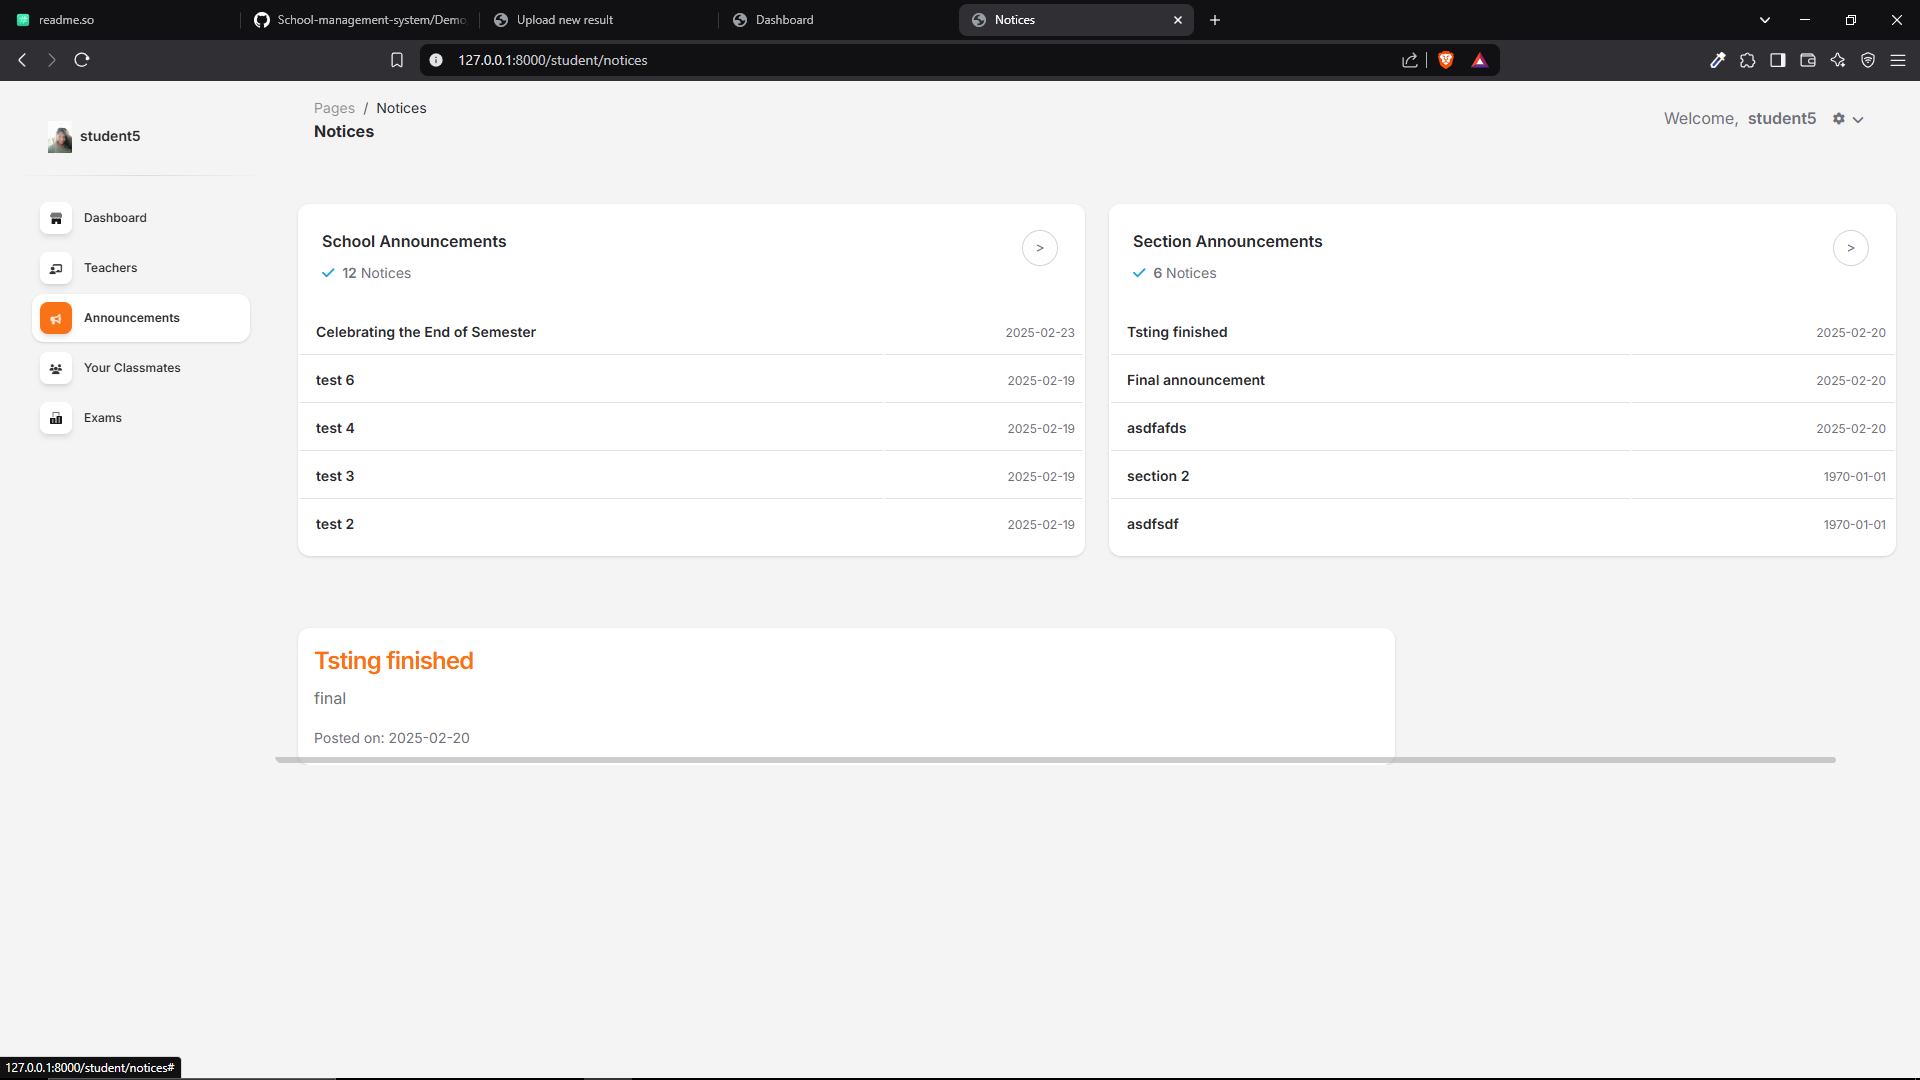 readme.so
School-management-system/Demo
Upload new result
Dashboard
Notices
127.0.0.1:8000/student/notices
student5
Dashboard
Teachers
Announcements
Your Classmates
Exams
Pages / Notices
Notices
Welcome, student5
School Announcements
>
12 Notices
Celebrating the End of Semester 2025-02-23
test 6 2025-02-19
test 4 2025-02-19
test 3 2025-02-19
test 2 2025-02-19
Section Announcements
>
6 Notices
Tsting finished 2025-02-20
Final announcement 2025-02-20
asdfafds 2025-02-20
section 2 1970-01-01
asdfsdf 1970-01-01
Tsting finished
final
Posted on: 2025-02-20
127.0.0.1:8000/student/notices#